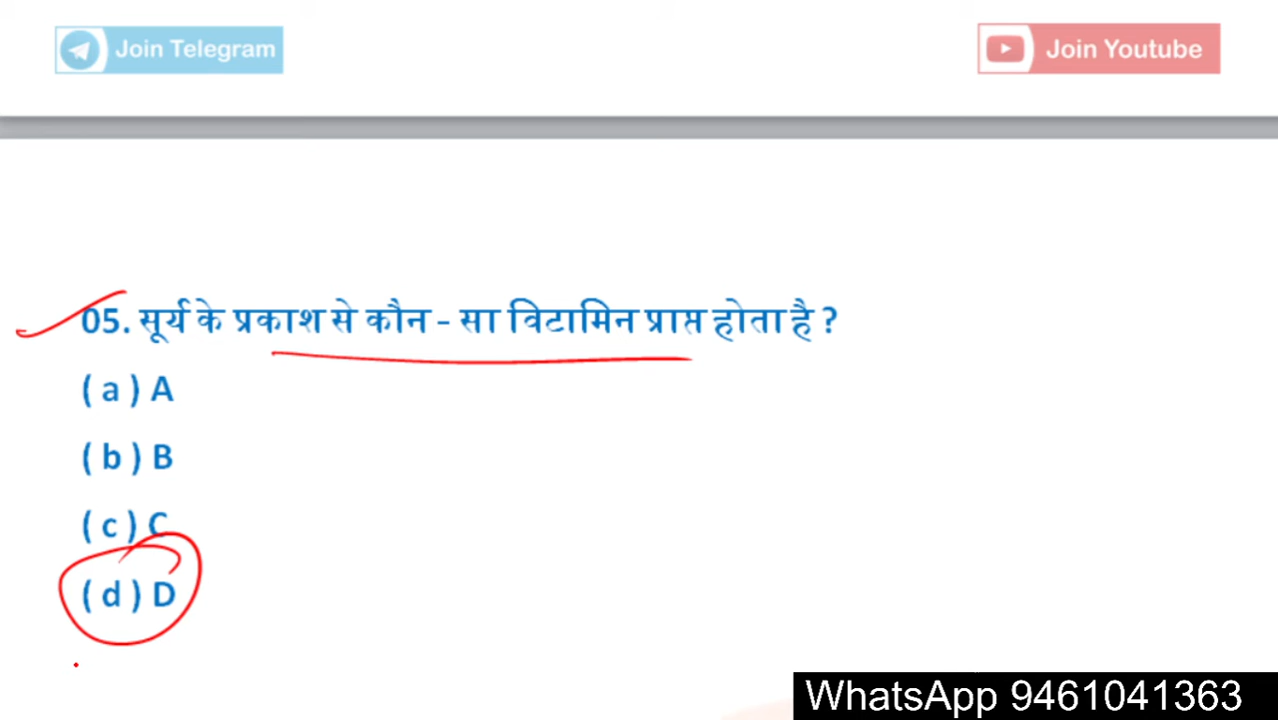 Join Telegram
Join Youtube
05. सूर्य के प्रकाश से कौन - सा विटामिन प्राप्त होता है ?
( a ) A
( b ) B
( c ) C
( d ) D
WhatsApp 9461041363